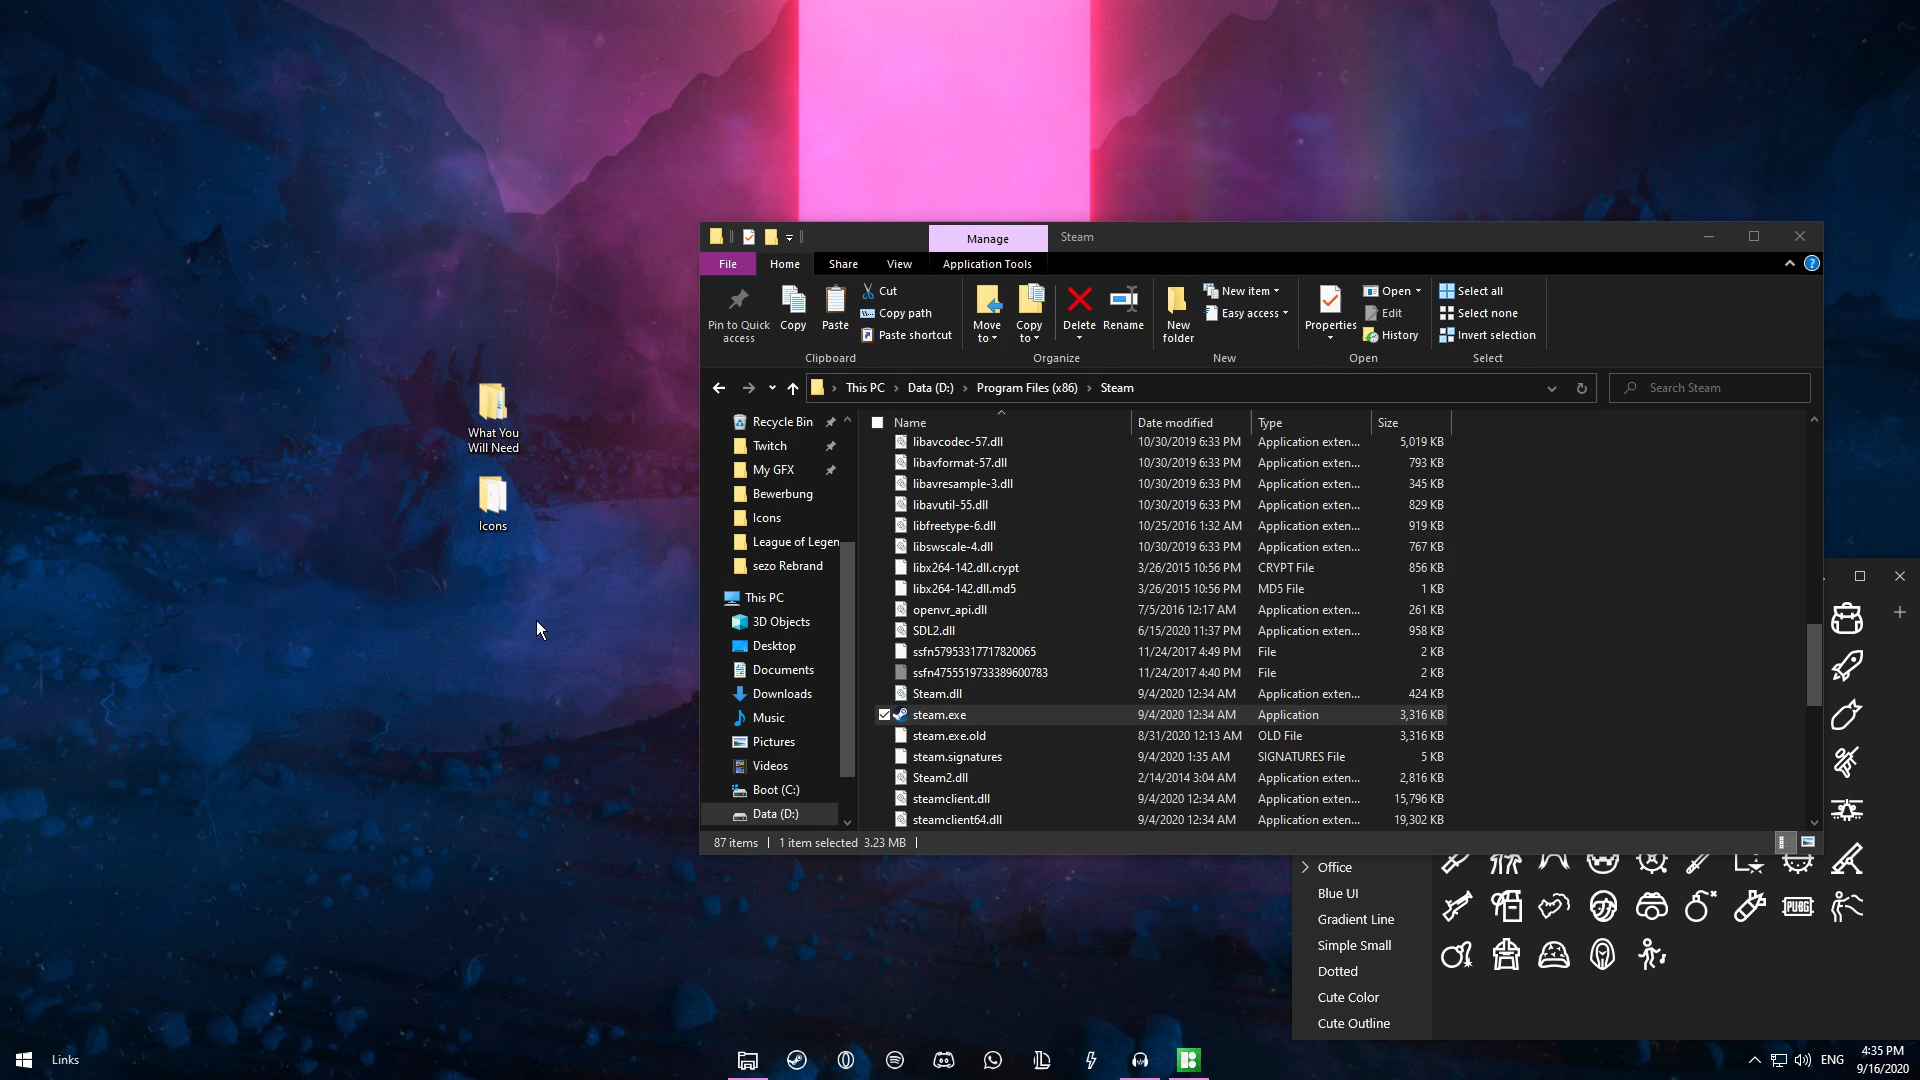 What You
Will Need
Icons
Manage
Steam
File
Home
Share
View
Application Tools
Pin to Quick
access
Copy
Paste
Cut
Copy path
Paste shortcut
Clipboard
Move
to
Copy
to
Delete
Rename
Organize
New
folder
New item
Easy access
New
Properties
Open
Edit
History
Open
Select all
Select none
Invert selection
Select
This PC > Data (D:) > Program Files (x86) > Steam
Search Steam
Recycle Bin
Twitch
My GFX
Bewerbung
Icons
League of Legen
sezo Rebrand
This PC
3D Objects
Desktop
Documents
Downloads
Music
Pictures
Videos
Boot (C:)
Data (D:)
Name Date modified Type Size
libavcodec-57.dll 10/30/2019 6:33 PM Application exten... 5,019 KB
libavformat-57.dll 10/30/2019 6:33 PM Application exten... 793 KB
libavresample-3.dll 10/30/2019 6:33 PM Application exten... 345 KB
libavutil-55.dll 10/30/2019 6:33 PM Application exten... 829 KB
libfreetype-6.dll 10/25/2016 1:32 AM Application exten... 919 KB
libswscale-4.dll 10/30/2019 6:33 PM Application exten... 767 KB
libx264-142.dll.crypt 3/26/2015 10:56 PM CRYPT File 856 KB
libx264-142.dll.md5 3/26/2015 10:56 PM MD5 File 1 KB
openvr_api.dll 7/5/2016 12:17 AM Application exten... 261 KB
SDL2.dll 6/15/2020 11:37 PM Application exten... 958 KB
ssfn57953317717820065 11/24/2017 4:49 PM File 2 KB
ssfn4755519733389600783 11/24/2017 4:40 PM File 2 KB
Steam.dll 9/4/2020 12:34 AM Application exten... 424 KB
steam.exe 9/4/2020 12:34 AM Application 3,316 KB
steam.exe.old 8/31/2020 12:13 AM OLD File 3,316 KB
steam.signatures 9/4/2020 1:35 AM SIGNATURES File 5 KB
Steam2.dll 2/14/2014 3:04 AM Application exten... 2,816 KB
steamclient.dll 9/4/2020 12:34 AM Application exten... 15,796 KB
steamclient64.dll 9/4/2020 12:34 AM Application exten... 19,302 KB
87 items
1 item selected 3.23 MB
Office
Blue UI
Gradient Line
Simple Small
Dotted
Cute Color
Cute Outline
PUBG
Links
ENG
4:35 PM
9/16/2020